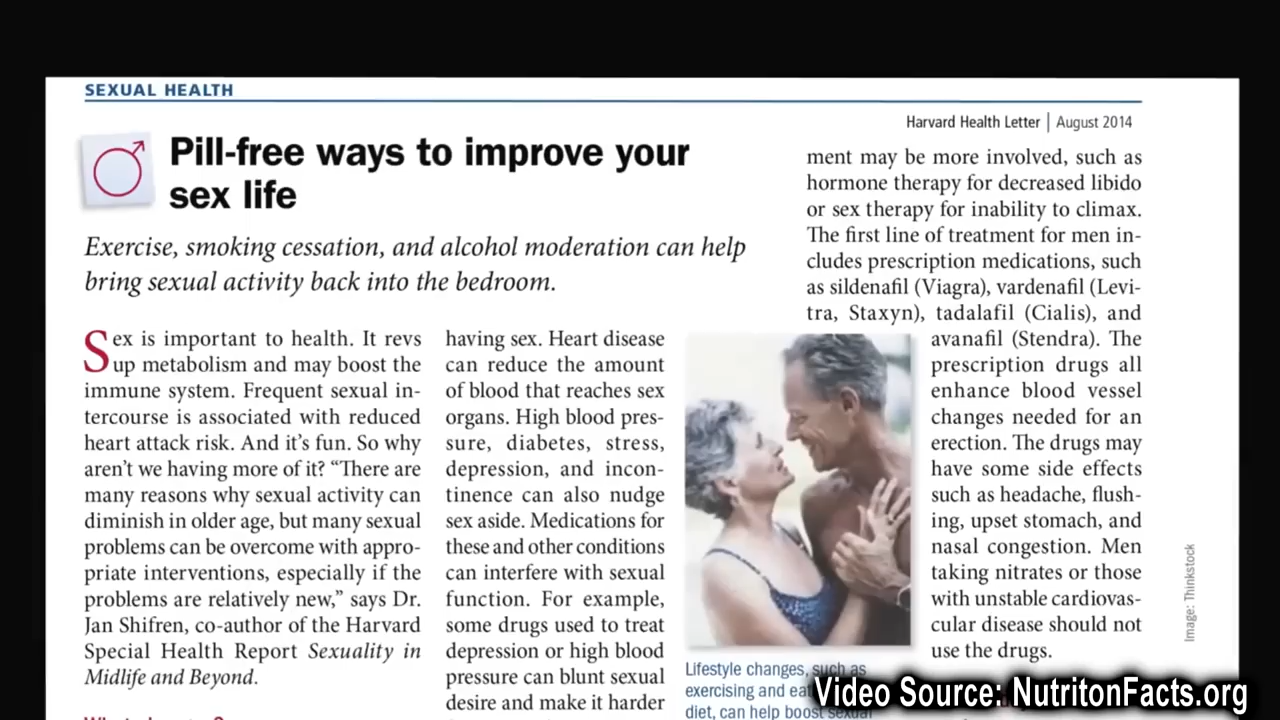 SEXUAL HEALTH
Harvard Health Letter | August 2014
Pill-free ways to improve your
sex life
Exercise, smoking cessation, and alcohol moderation can help
bring sexual activity back into the bedroom.
Sex is important to health. It revs
up metabolism and may boost the
immune system. Frequent sexual in-
tercourse is associated with reduced
heart attack risk. And it's fun. So why
aren't we having more of it? “There are
many reasons why sexual activity can
diminish in older age, but many sexual
problems can be overcome with appro-
priate interventions, especially if the
problems are relatively new,” says Dr.
Jan Shifren, co-author of the Harvard
Special Health Report Sexuality in
Midlife and Beyond.
having sex. Heart disease
can reduce the amount
of blood that reaches sex
organs. High blood pres-
sure, diabetes, stress,
depression, and incon-
tinence can also nudge
sex aside. Medications for
these and other conditions
can interfere with sexual
function. For example,
some drugs used to treat
depression or high blood
pressure can blunt sexual
desire and make it harder
ment may be more involved, such as
hormone therapy for decreased libido
or sex therapy for inability to climax.
The first line of treatment for men in-
cludes prescription medications, such
as sildenafil (Viagra), vardenafil (Levi-
tra, Staxyn), tadalafil (Cialis), and
avanafil (Stendra). The
prescription drugs all
enhance blood vessel
changes needed for an
erection. The drugs may
have some side effects
such as headache, flush-
ing, upset stomach, and
nasal congestion. Men
taking nitrates or those
with unstable cardiovas-
cular disease should not
use the drugs.
Image: Thinkstock
Lifestyle changes, such as
exercising and
diet, can help boost sexual
Video Source: NutritonFacts.org